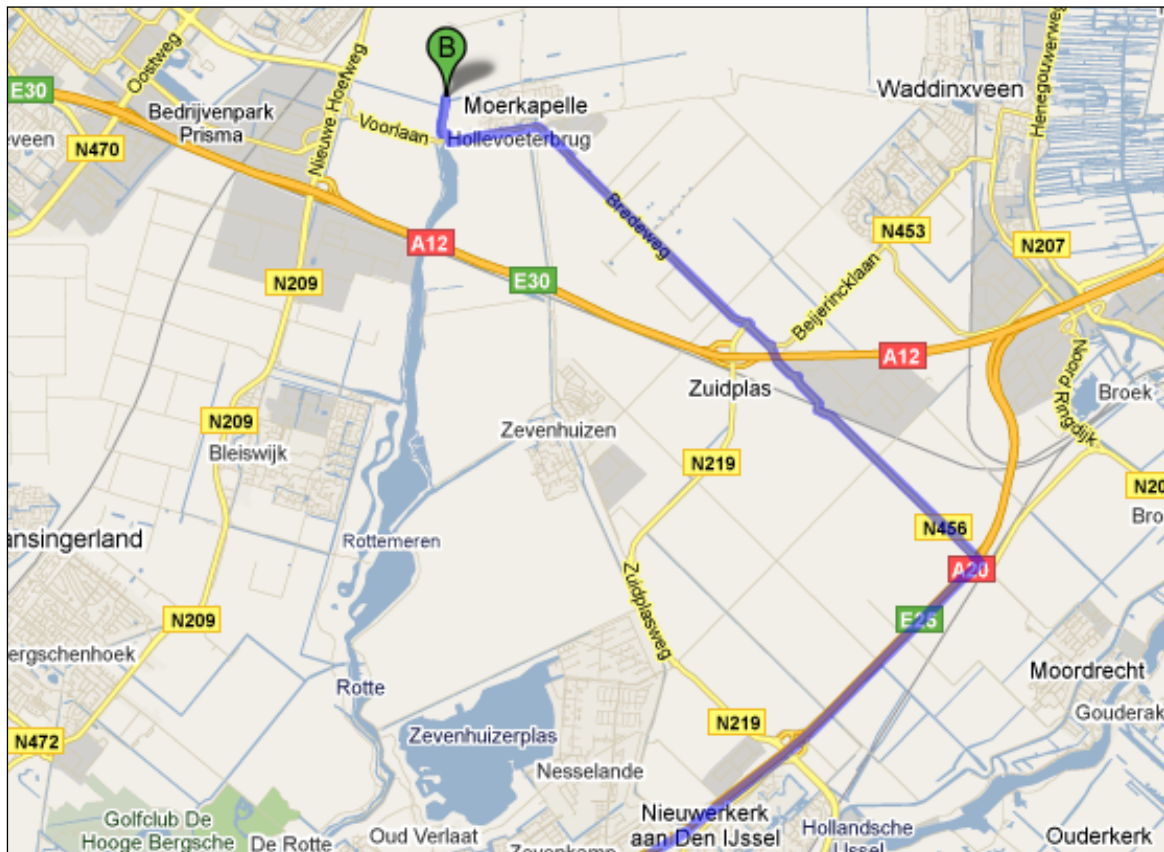 B
Oostweg
E30
Bedrijvenpark
Prisma
Nieuwe Hoefweg
Voorlaan
Moerkapelle
Hollevoeterbrug
Waddinxveen
Henegouwerweg
eveen
N470
Bredeweg
N453
N207
A12
E30
N209
Beijerincklaan
A12
Zuidplas
Noord Ringdijk
Broek
N209
Bleiswijk
Zevenhuizen
N219
N20
Bro
ansingerland
Rottemeren
N456
A20
Zuidplasweg
E25
N209
ergschenhoek
Moordrecht
Rotte
Gouderak
N219
N472
Zevenhuizerplas
Nesselande
Golfclub De
Hooge Bergsche
De Rotte
Oud Verlaat
Zevenkamp
Nieuwerkerk
aan Den IJssel
Hollandsche
IJssel
Ouderkerk